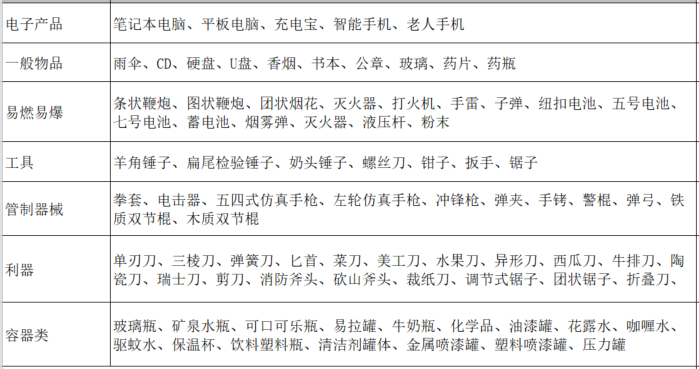 电子产品 笔记本电脑、平板电脑、充电宝、智能手机、老人手机
一般物品 雨伞、CD、硬盘、U盘、香烟、书本、公章、玻璃、药片、药瓶
易燃易爆 条状鞭炮、图状鞭炮、团状烟花、灭火器、打火机、手雷、子弹、纽扣电池、五号电池、
七号电池、蓄电池、烟雾弹、灭火器、液压杆、粉末
工具 羊角锤子、扁尾检验锤子、奶头锤子、螺丝刀、钳子、扳手、锯子
管制器械 拳套、电击器、五四式仿真手枪、左轮仿真手枪、冲锋枪、弹夹、手铐、警棍、弹弓、铁
质双节棍、木质双节棍
利器 单刃刀、三棱刀、弹簧刀、匕首、菜刀、美工刀、水果刀、异形刀、西瓜刀、牛排刀、陶
瓷刀、瑞士刀、剪刀、消防斧头、砍山斧头、裁纸刀、调节式锯子、团状锯子、折叠刀、
容器类 玻璃瓶、矿泉水瓶、可口可乐瓶、易拉罐、牛奶瓶、化学品、油漆罐、花露水、咖喱水、
驱蚊水、保温杯、饮料塑料瓶、清洁剂罐体、金属喷漆罐、塑料喷漆罐、压力罐